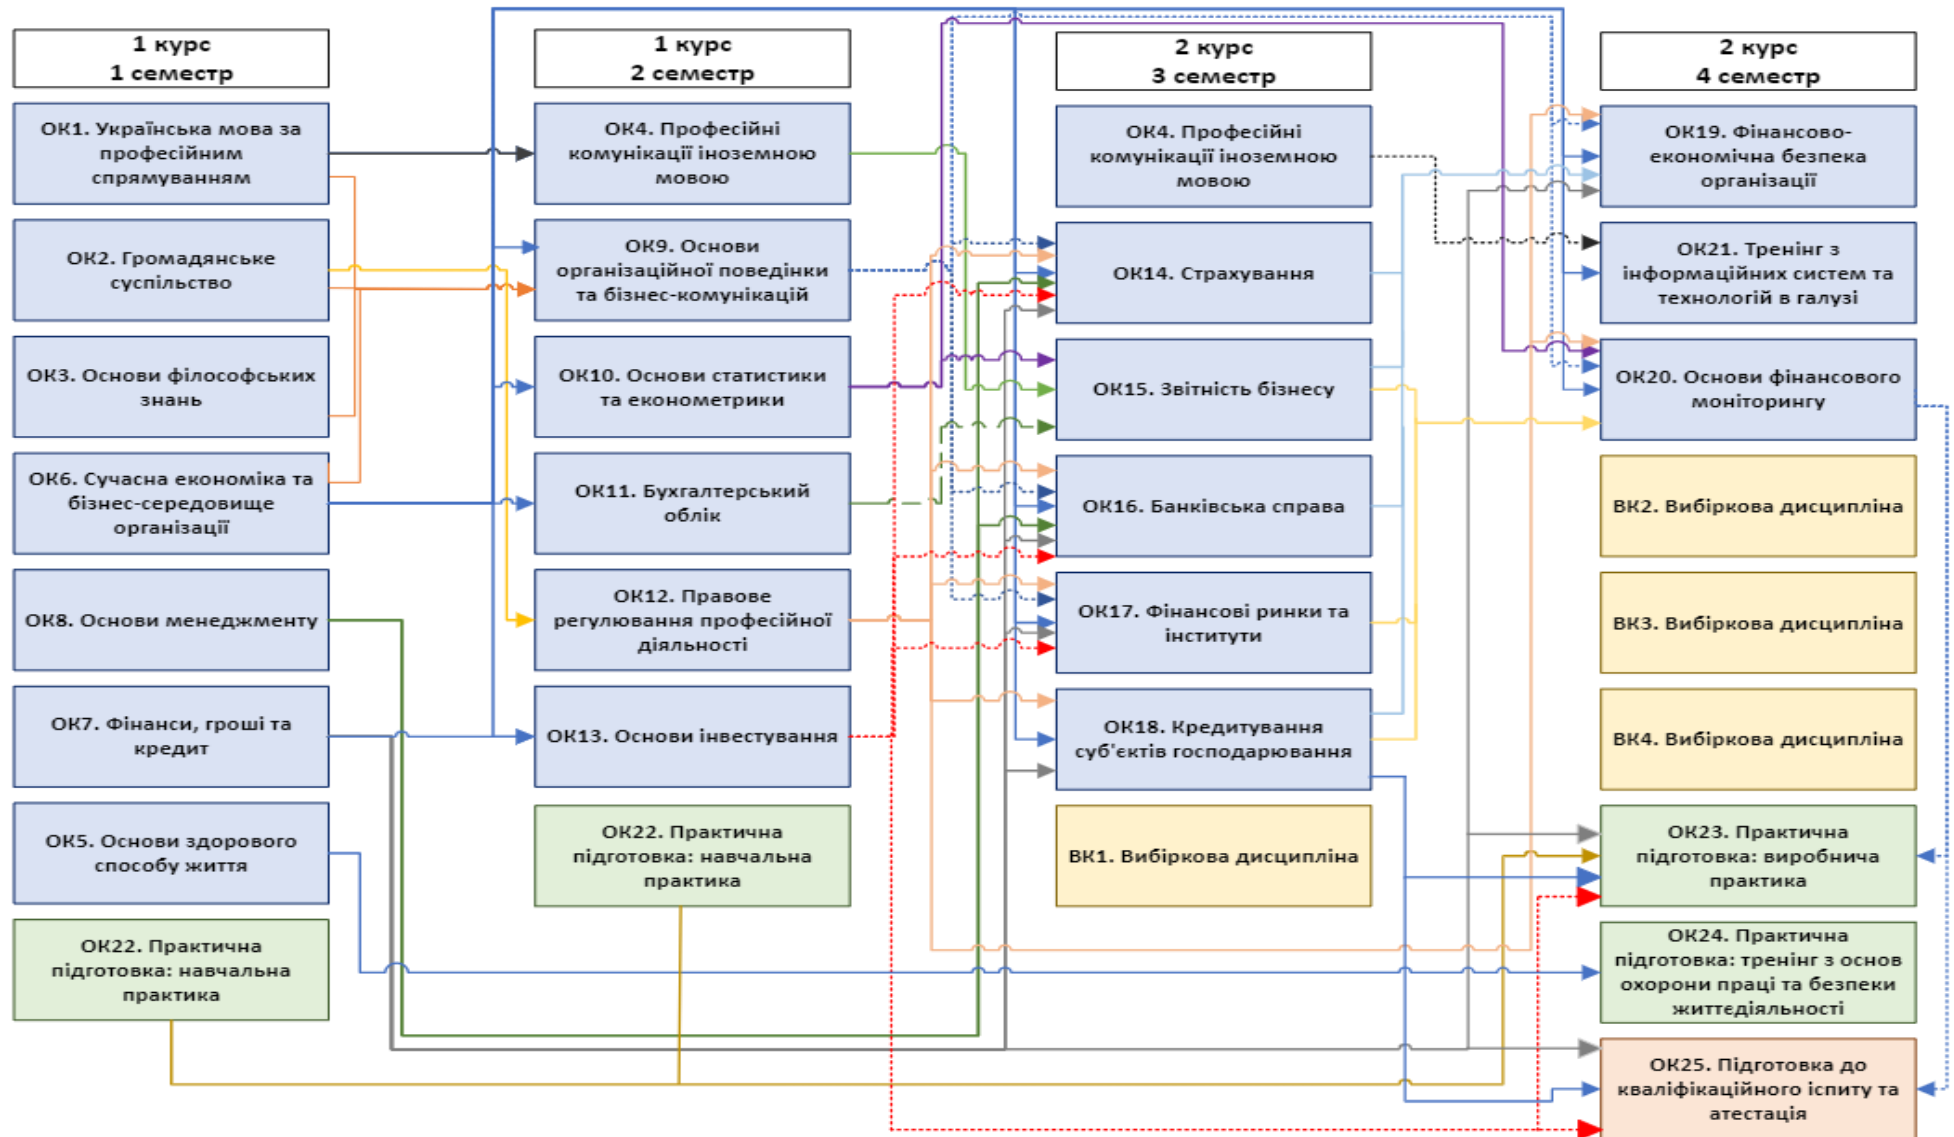 1 курс
1 семестр
ОК1. Українська мова за
професійним
спрямуванням
ОК2. Громадянське
суспільство
ОК3. Основи філософських
знань
ОК6. Сучасна економіка та
бізнес-середовище
організації
ОК8. Основи менеджменту
ОК7. Фінанси, гроші та
кредит
ОК5. Основи здорового
способу життя
ОК22. Практична
підготовка: навчальна
практика
1 курс
2 семестр
ОК4. Професійні
комунікації іноземною
мовою
ОК9. Основи
організаційної поведінки
та бізнес-комунікацій
ОК10. Основи статистики
та економетрики
ОК11. Бухгалтерський
облік
ОК12. Правове
регулювання професійної
діяльності
ОК13. Основи інвестування
ОК22. Практична
підготовка: навчальна
практика
2 курс
3 семестр
ОК4. Професійні
комунікації іноземною
мовою
ОК14. Страхування
ОК15. Звітність бізнесу
ОК16. Банківська справа
ОК17. Фінансові ринки та
інститути
ОК18. Кредитування
суб'єктів господарювання
ВК1. Вибіркова дисципліна
2 курс
4 семестр
ОК19. Фінансово-
економічна безпека
організації
ОК21. Тренінг з
інформаційних систем та
технологій в галузі
ОК20. Основи фінансового
моніторингу
ВК2. Вибіркова дисципліна
ВК3. Вибіркова дисципліна
ВК4. Вибіркова дисципліна
ОК23. Практична
підготовка: виробнича
практика
ОК24. Практична
підготовка: тренінг з основ
охорони праці та безпеки
життєдіяльності
ОК25. Підготовка до
кваліфікаційного іспиту та
атестація